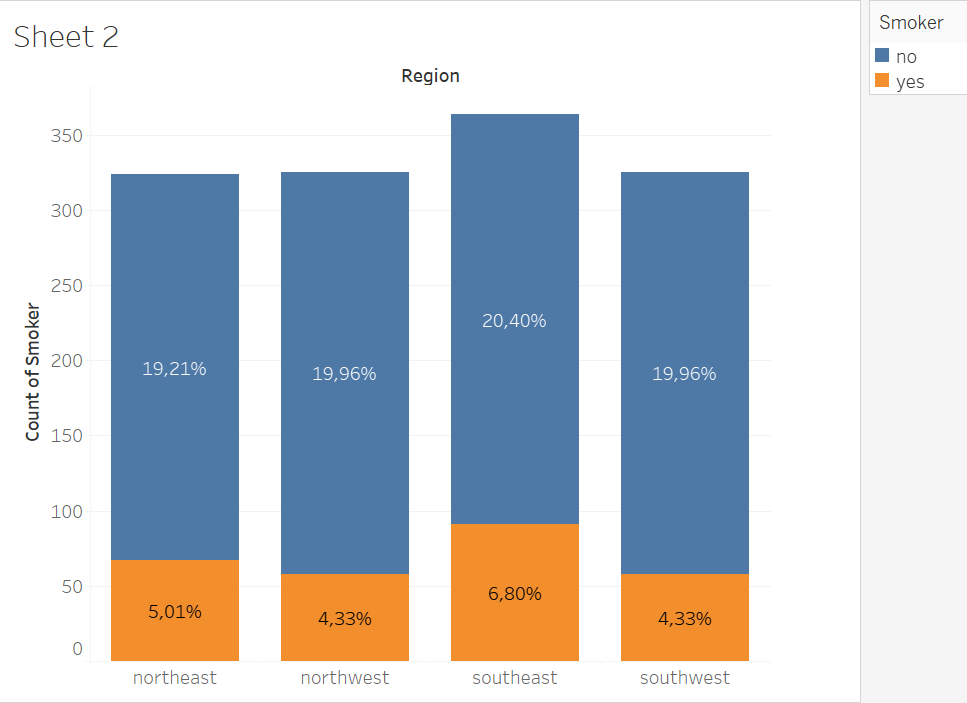 Sheet 2
Smoker
no
yes
Region
Count of Smoker
350
300
250
200
150
100
50
0
19,21%
19,96%
20,40%
19,96%
5,01%
4,33%
6,80%
4,33%
northeast
northwest
southeast
southwest